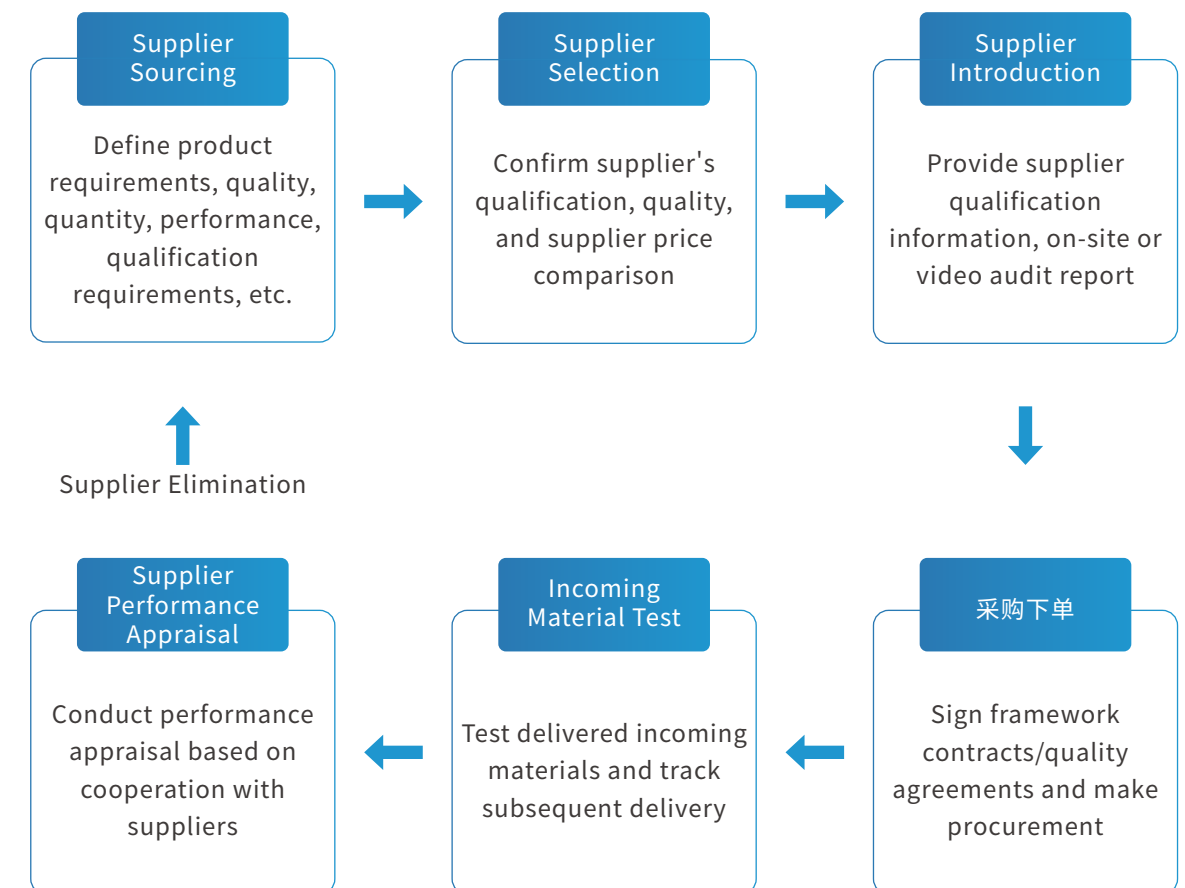 Supplier
Sourcing
Define product
requirements, quality,
quantity, performance,
qualification
requirements, etc.
Supplier
Selection
Confirm supplier's
qualification, quality,
and supplier price
comparison
Supplier
Introduction
Provide supplier
qualification
information, on-site or
video audit report
Supplier Elimination
Supplier
Performance
Appraisal
Conduct performance
appraisal based on
cooperation with
suppliers
Incoming
Material Test
Test delivered incoming
materials and track
subsequent delivery
采购下单
Sign framework
contracts/quality
agreements and make
procurement